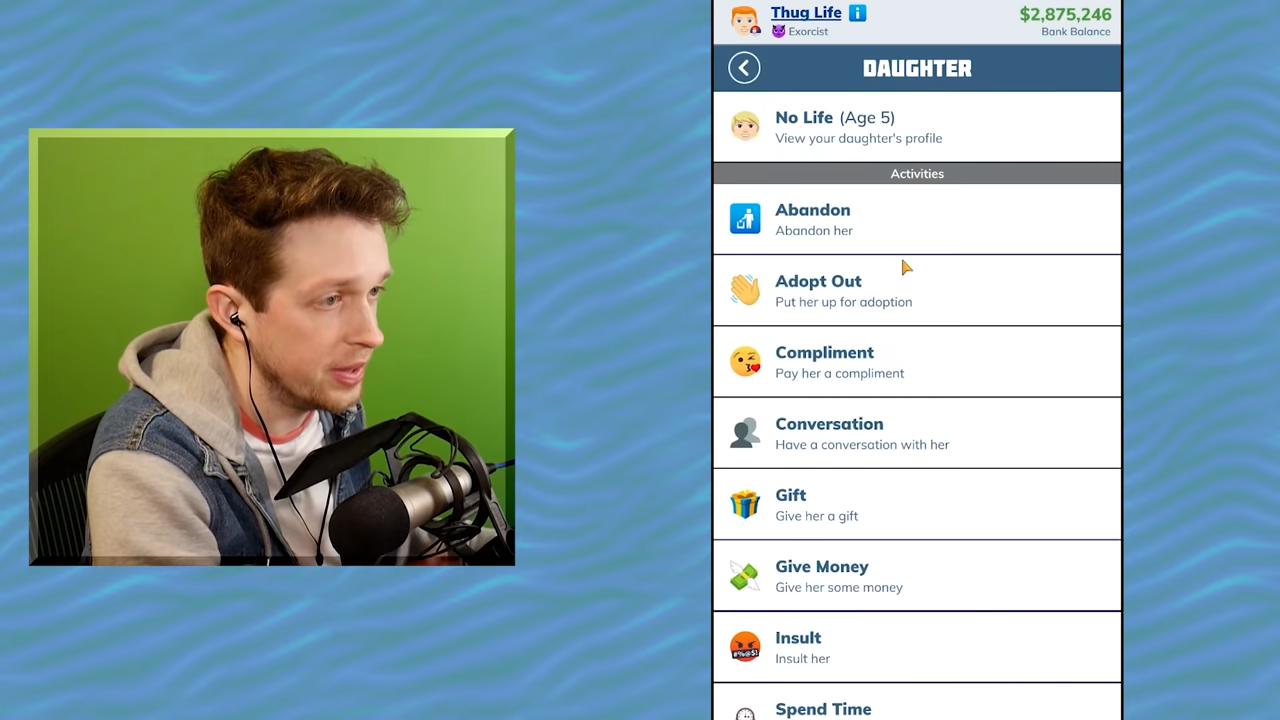 Thug Life
$2,875,246
Exorcist
Bank Balance
DAUGHTER
No Life (Age 5)
View your daughter's profile
Activities
Abandon
Abandon her
Adopt Out
Put her up for adoption
Compliment
Pay her a compliment
Conversation
Have a conversation with her
Gift
Give her a gift
Give Money
Give her some money
#%@$!
Insult
Insult her
Spend Time